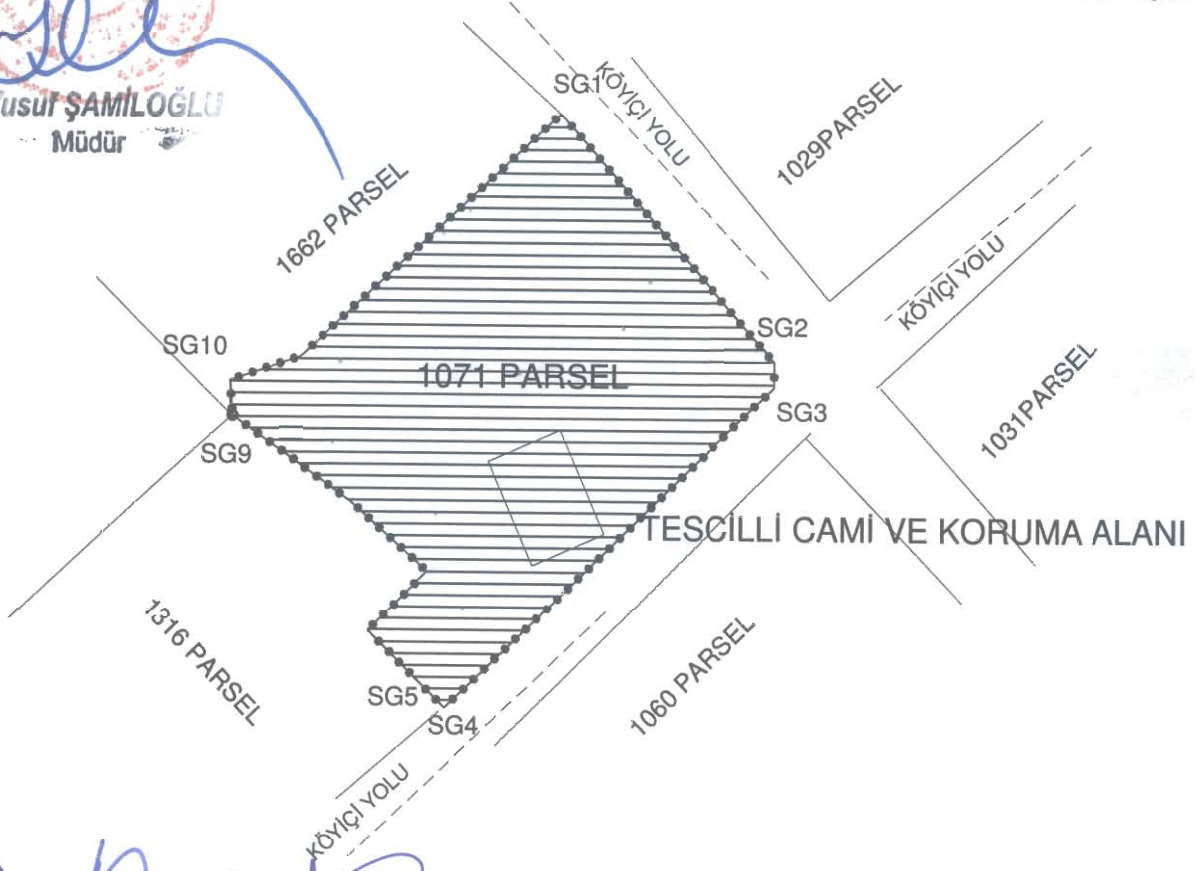 Yusuf ŞAMİLOĞLU
Müdür
SG1
KÖYİÇİ YOLU
1029PARSEL
1662 PARSEL
KÖYİÇİ YOLU
SG2
SG10
1071 PARSEL
SG3
1031PARSEL
SG9
TESCİLLİ CAMİ VE KORUMA ALANI
1316 PARSEL
1060 PARSEL
SG5
SG4
KÖYİÇİ YOLU